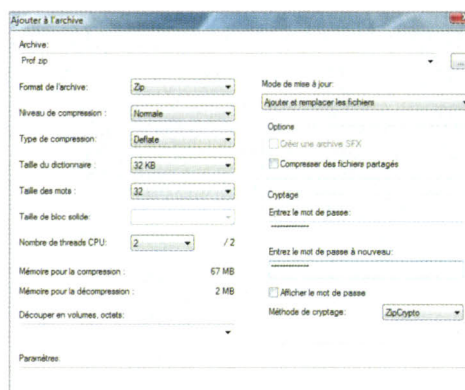 Ajouter à l'archive
Archive:
Prof.zip
...
Format de l'archive: Zip
Niveau de compression : Normale
Type de compression: Deflate
Taille du dictionnaire : 32 KB
Taille des mots : 32
Taille de bloc solide:
Nombre de threads CPU: 2 / 2
Mémoire pour la compression : 67 MB
Mémoire pour la décompression : 2 MB
Découper en volumes, octets:
Paramètres
Mode de mise à jour:
Ajouter et remplacer les fichiers
Options
Créer une archive SFX
Compresser des fichiers partagés
Cryptage
Entrez le mot de passe:
Entrez le mot de passe à nouveau:
Afficher le mot de passe
Méthode de cryptage: ZipCrypto